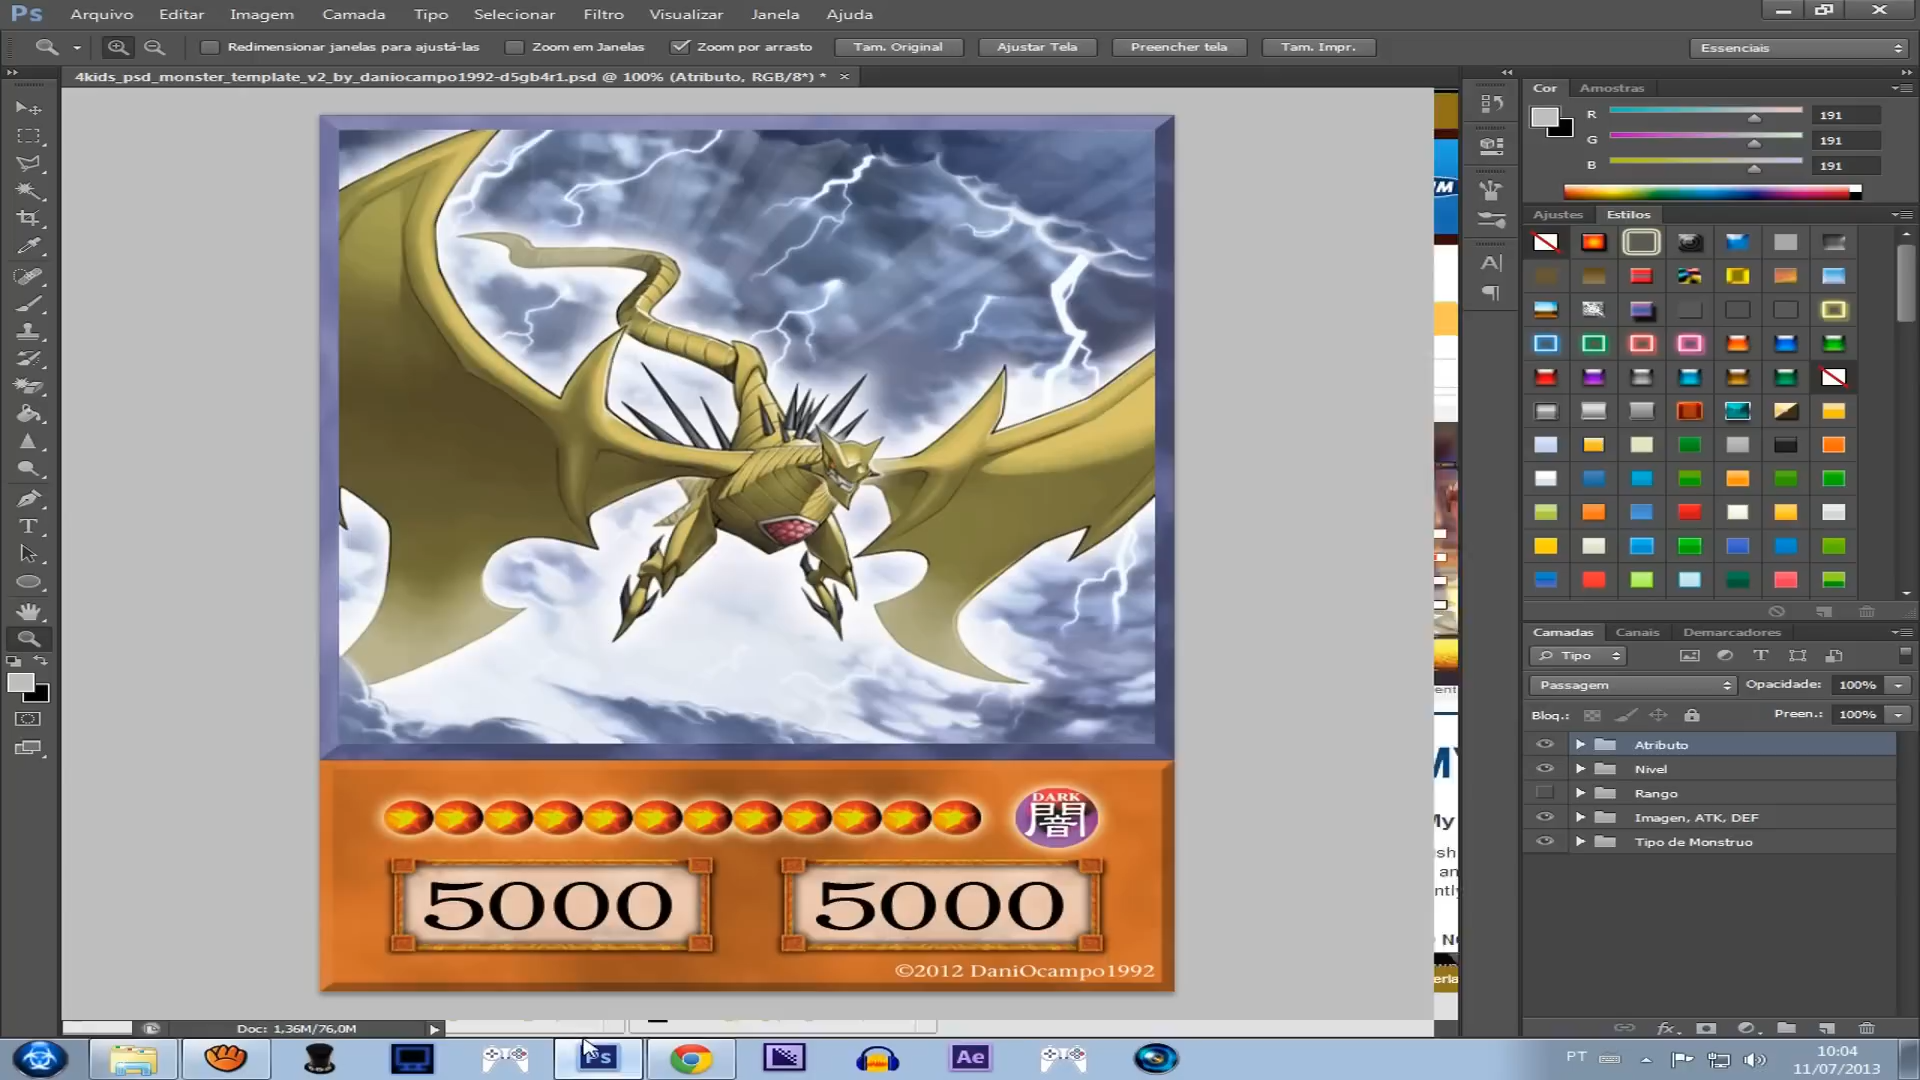 Ps Arquivo Editar Imagem Camada Tipo Selecionar Filtro Visualizar Janela Ajuda
Redimensionar janelas para ajustá-las Zoom em Janelas Zoom por arrasto Tam. Original Ajustar Tela Preencher tela Tam. Impr. Essenciais
4kids_psd_monster_template_v2_by_daniocampo1992-d5gb4r1.psd @ 100% (Atributo, RGB/8*) *
Cor Amostras
R 191
G 191
B 191
Ajustes Estilos
Camadas Canais Demarcadores
Tipo
Passagem Opacidade: 100%
Bloq.: Preen.: 100%
Atributo
Nivel
Rango
Imagen, ATK, DEF
Tipo de Monstruo
DARK
闇
5000 5000
©2012 DaniOcampo1992
Doc: 1,36M/76,0M
Ps Ae PT 10:04
11/07/2013